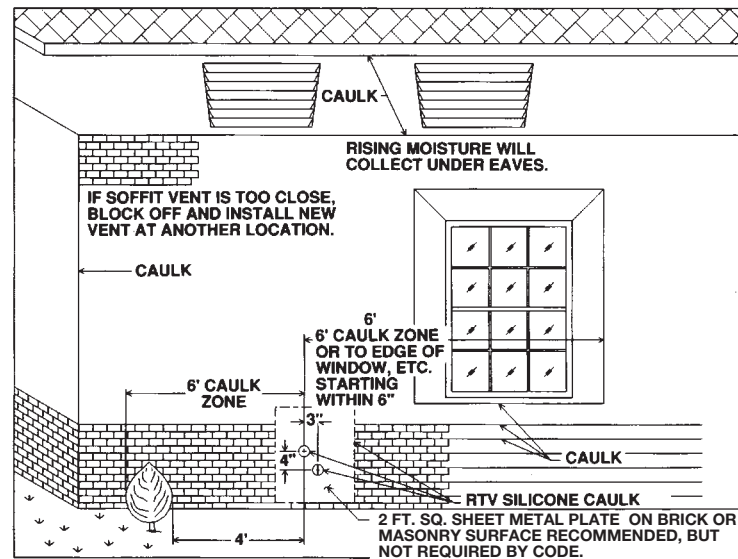 CAULK
RISING MOISTURE WILL
COLLECT UNDER EAVES.
IF SOFFIT VENT IS TOO CLOSE,
BLOCK OFF AND INSTALL NEW
VENT AT ANOTHER LOCATION.
CAULK
6'
6' CAULK ZONE
OR TO EDGE OF
WINDOW, ETC.
STARTING
WITHIN 6"
6' CAULK
ZONE
3"
4"
CAULK
RTV SILICONE CAULK
2 FT. SQ. SHEET METAL PLATE ON BRICK OR
MASONRY SURFACE RECOMMENDED, BUT
NOT REQUIRED BY CODE.
4'